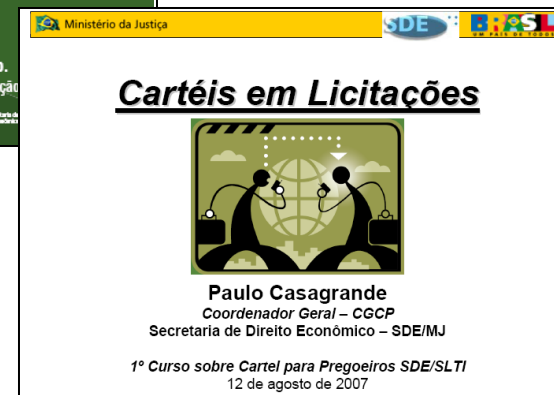 Ministério da Justiça
SDE
BRASIL
UM PAÍS DE TODOS
Cartéis em Licitações
Paulo Casagrande
Coordenador Geral – CGCP
Secretaria de Direito Econômico – SDE/MJ
1º Curso sobre Cartel para Pregoeiros SDE/SLTI
12 de agosto de 2007